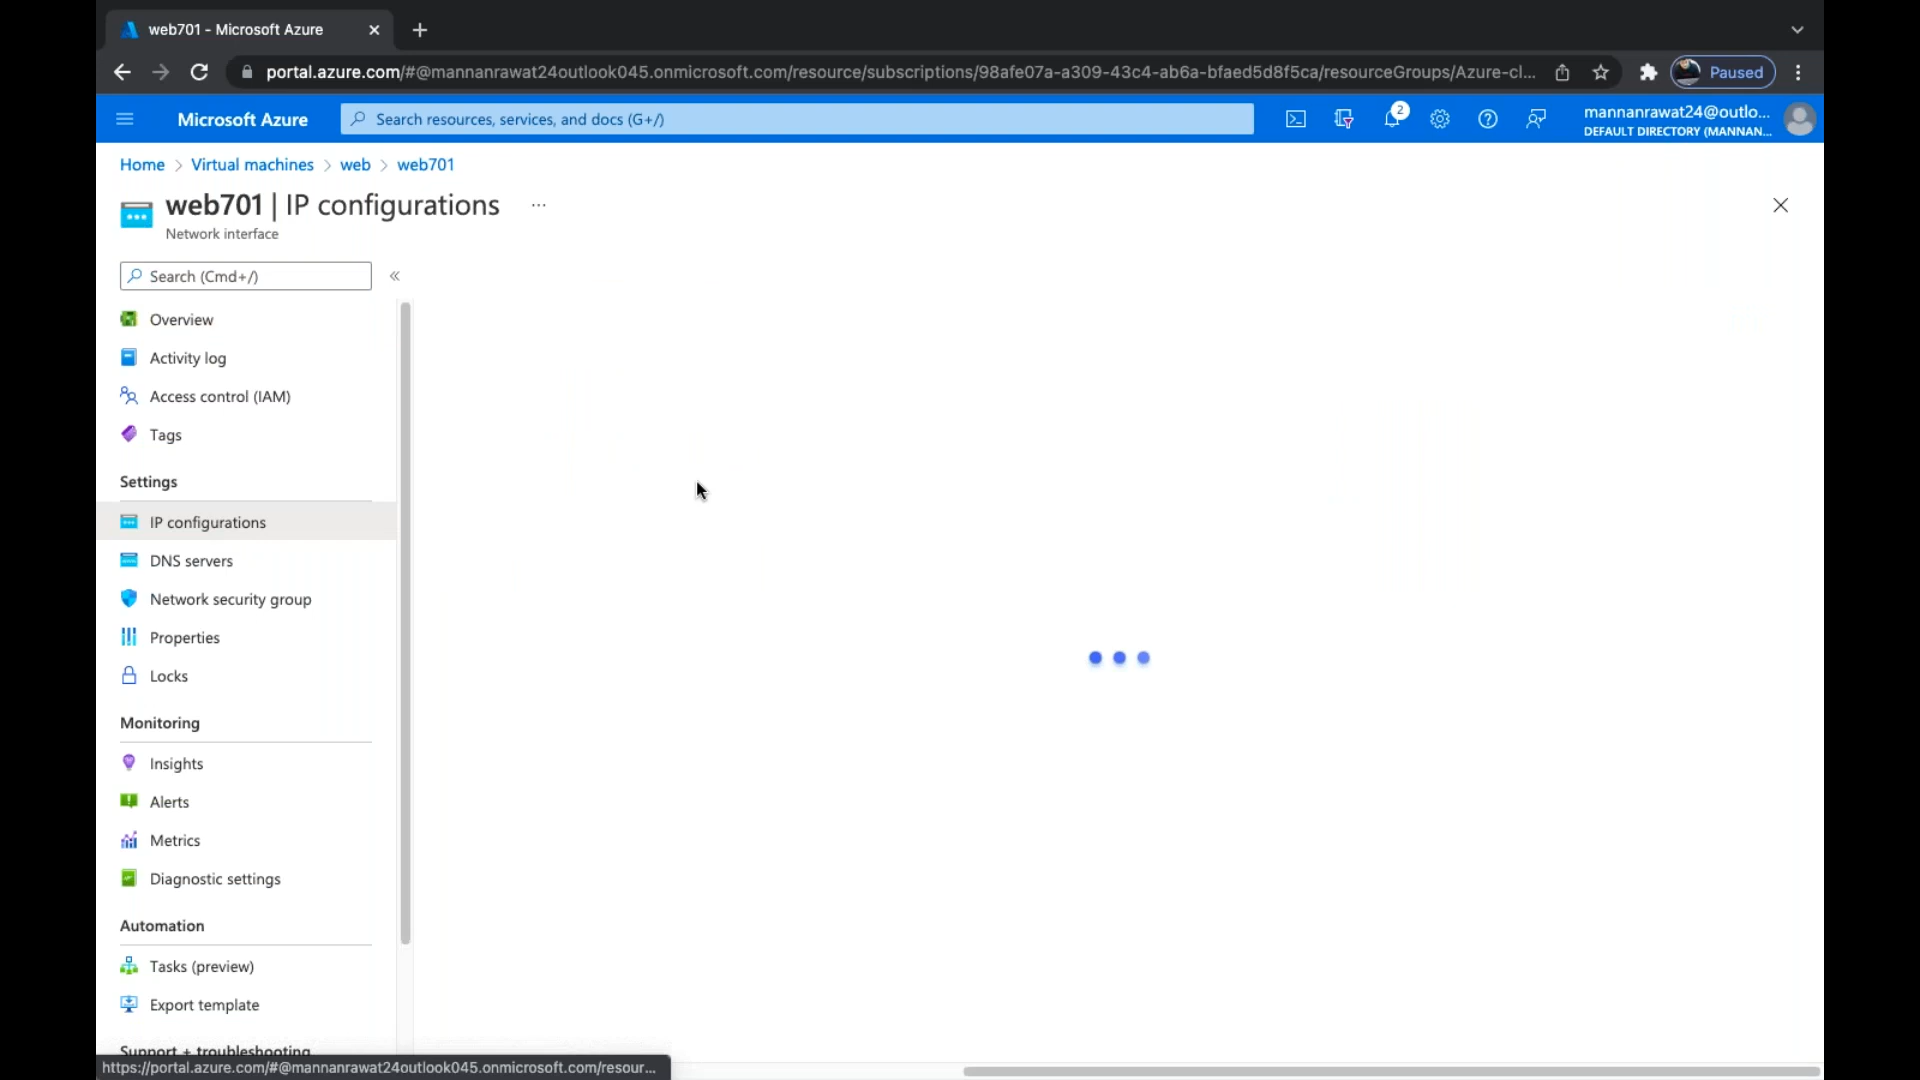 web701 - Microsoft Azure
portal.azure.com/#@mannanrawat24outlook045.onmicrosoft.com/resource/subscriptions/98afe07a-a309-43c4-ab6a-bfaed5d8f5ca/resourceGroups/Azure-cl...
Paused
Microsoft Azure
Search resources, services, and docs (G+/)
2
mannanrawat24@outlo...
DEFAULT DIRECTORY (MANNAN...
Home > Virtual machines > web > web701
web701 | IP configurations ...
Network interface
Search (Cmd+/)
Overview
Activity log
Access control (IAM)
Tags
Settings
IP configurations
DNS servers
Network security group
Properties
Locks
Monitoring
Insights
Alerts
Metrics
Diagnostic settings
Automation
Tasks (preview)
Export template
Support + troubleshooting
https://portal.azure.com/#@mannanrawat24outlook045.onmicrosoft.com/resour...